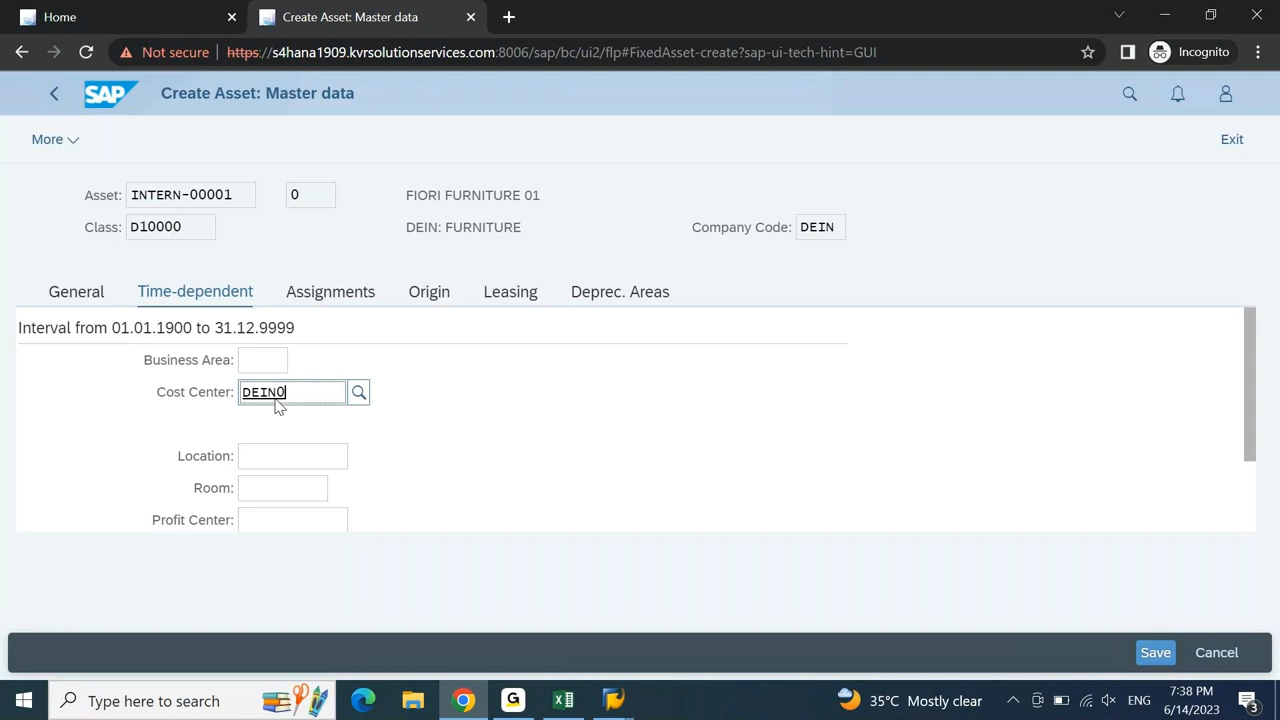 Home
Create Asset: Master data
Not secure
https://s4hana1909.kvrsolutionservices.com:8006/sap/bc/ui2/flp#FixedAsset-create?sap-ui-tech-hint=GUI
Incognito
SAP
Create Asset: Master data
More
Exit
Asset: INTERN-00001 0 FIORI FURNITURE 01
Class: D10000 DEIN: FURNITURE Company Code: DEIN
General Time-dependent Assignments Origin Leasing Deprec. Areas
Interval from 01.01.1900 to 31.12.9999
Business Area:
Cost Center: DEIN0
Location:
Room:
Profit Center:
Save Cancel
Type here to search
G
35°C Mostly clear
ENG
7:38 PM
6/14/2023
3